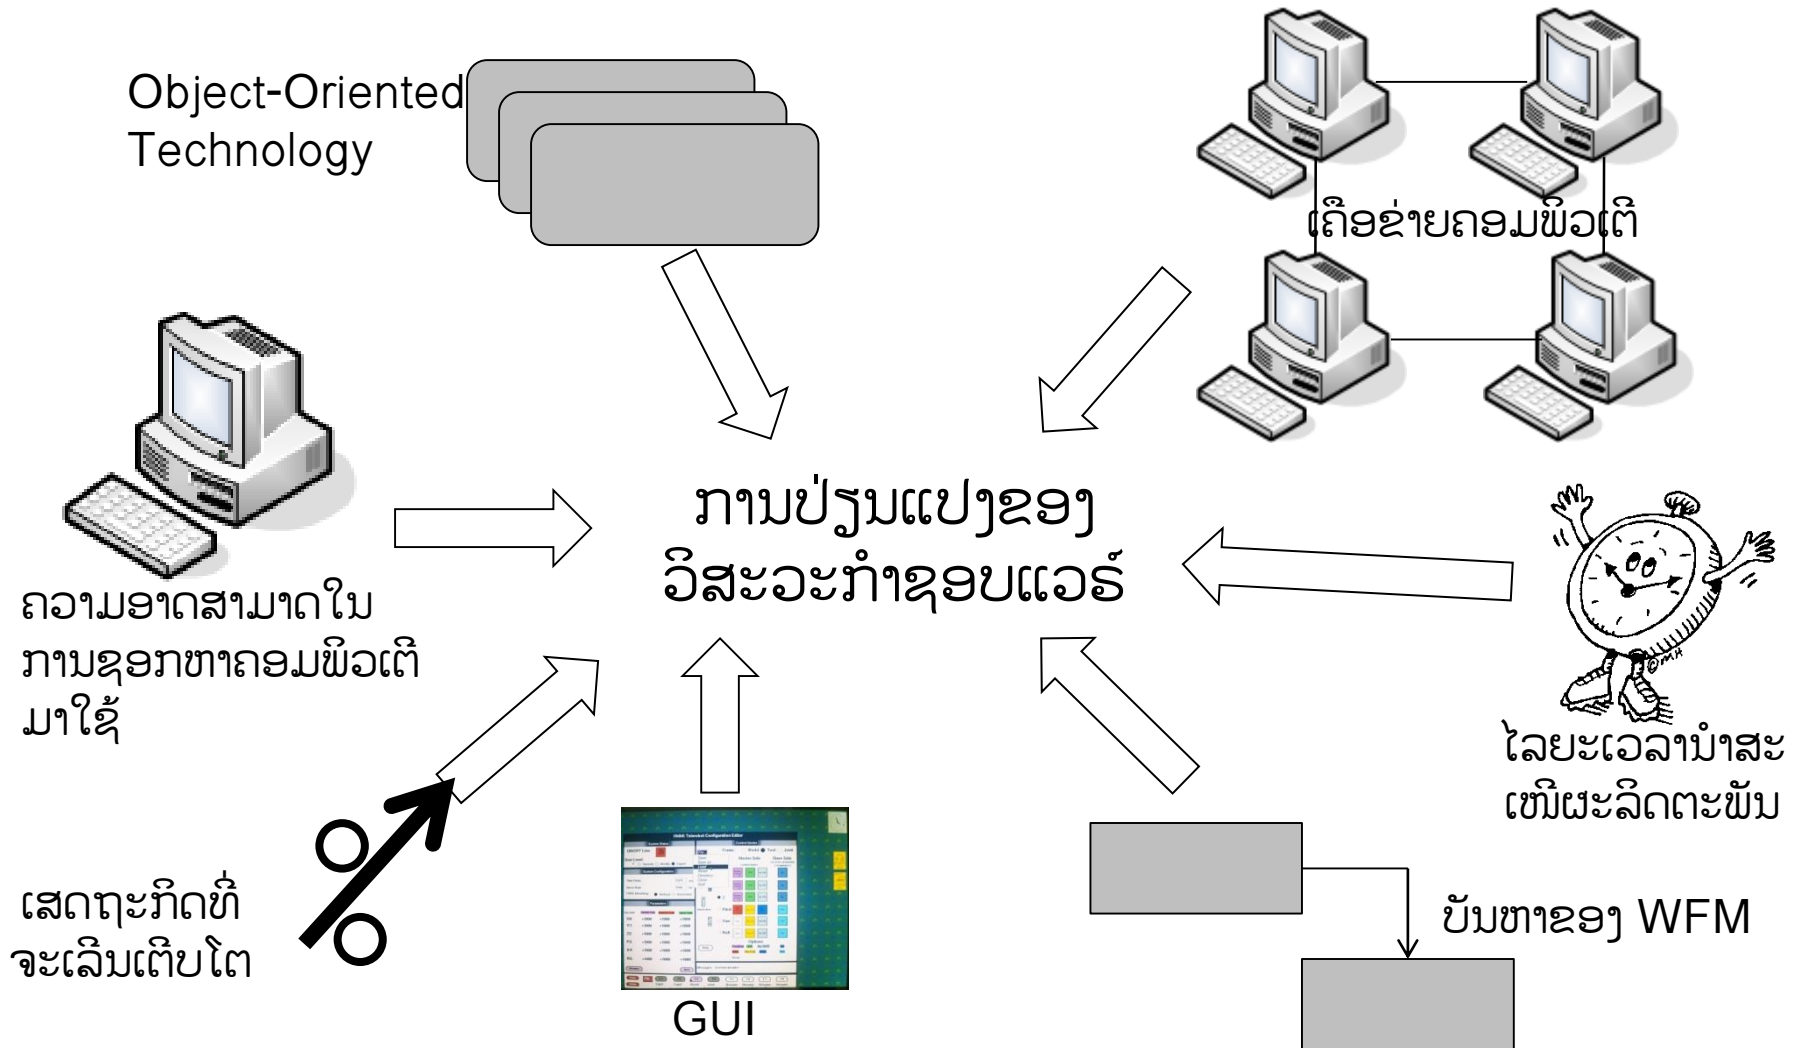 Object-Oriented
Technology
ເຄືອຂ່າຍຄອມພິວເຕີ
ການປ່ຽນແປງຂອງ
ວິສະວະກຳຊອບແວຣ໌
ຄວາມອາດສາມາດໃນ
ການຊອກຫາຄອມພິວເຕີ
ມາໃຊ້
ໄລຍະເວລານຳສະ
ເໜີຜະລິດຕະພັນ
ເສດຖະກິດທີ່
ຈະເລີນເຕີບໂຕ
ບັນຫາຂອງ WFM
GUI